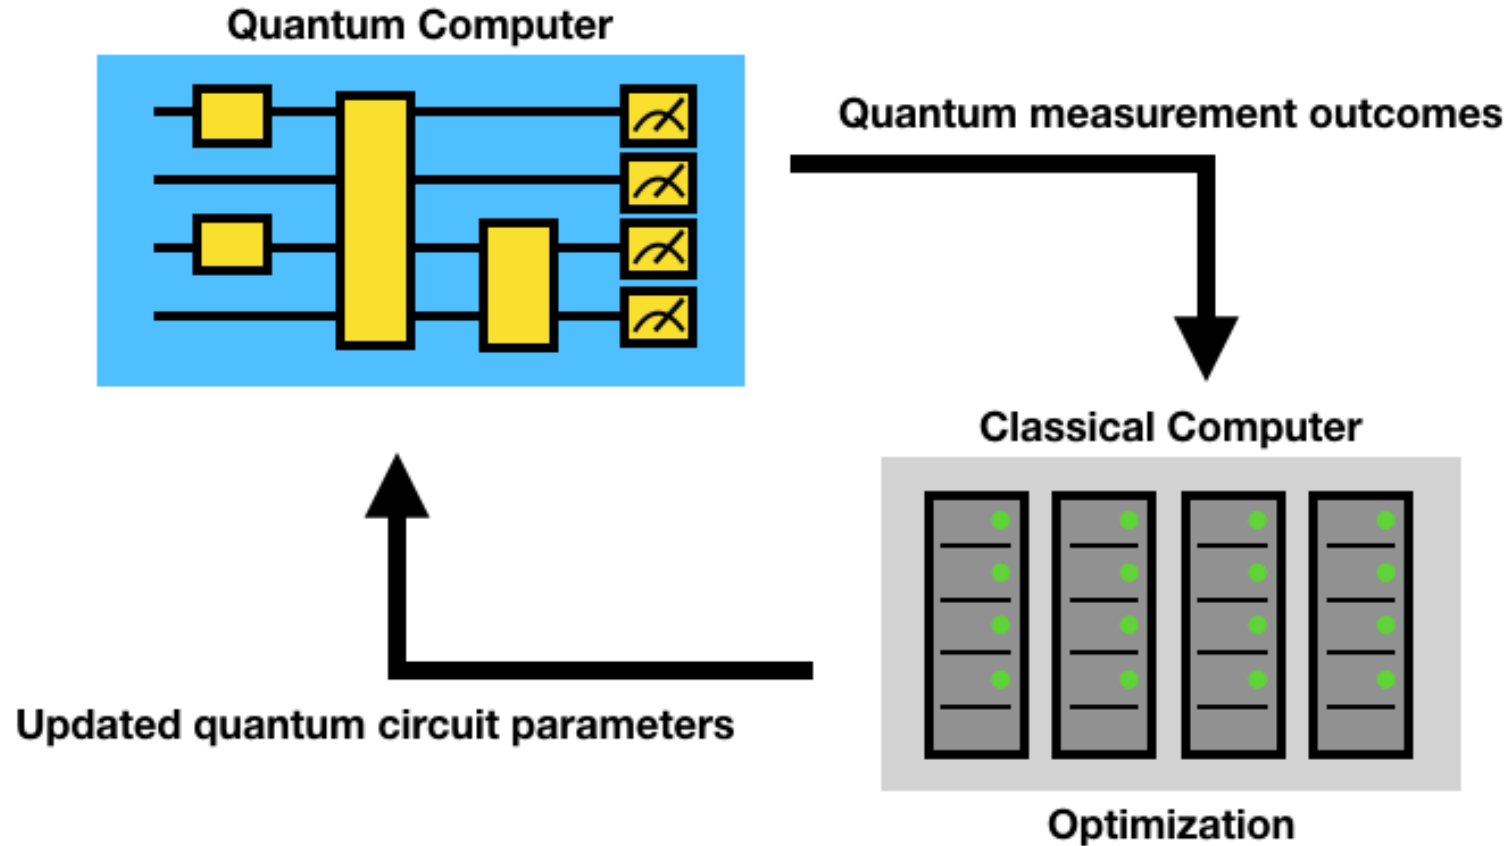 Quantum Computer
Quantum measurement outcomes
Classical Computer
Updated quantum circuit parameters
Optimization